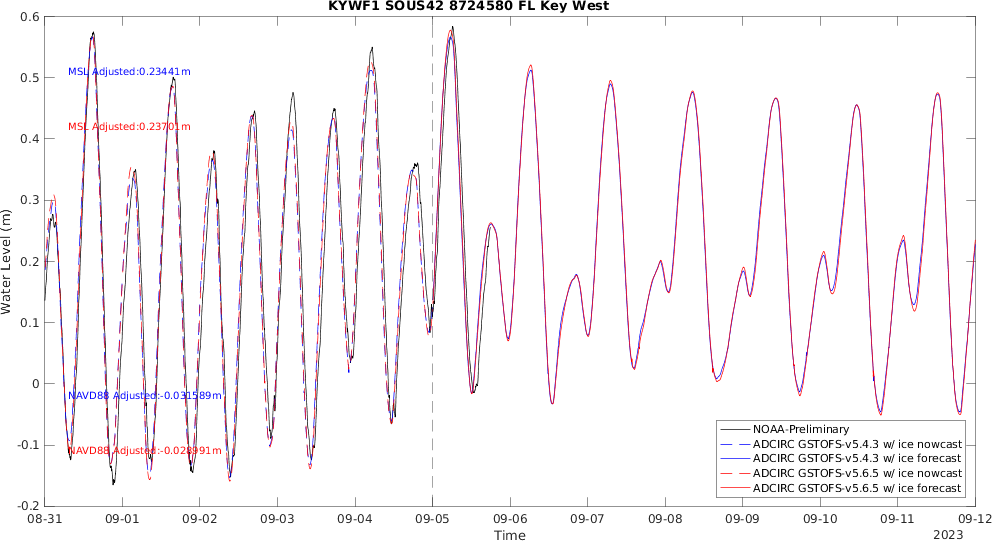 KYWF1 SOUS42 8724580 FL Key West
0.6
0.5
0.4
0.3
0.2
0.1
0
-0.1
-0.2
Water Level (m)
MSL Adjusted:0.23441m
MSL Adjusted:0.23701m
NAVD88 Adjusted:-0.031589m
NAVD88 Adjusted:-0.028991m
NOAA-Preliminary
ADCIRC GSTOFS-v5.4.3 w/ ice nowcast
ADCIRC GSTOFS-v5.4.3 w/ ice forecast
ADCIRC GSTOFS-v5.6.5 w/ ice nowcast
ADCIRC GSTOFS-v5.6.5 w/ ice forecast
08-31 09-01 09-02 09-03 09-04 09-05 09-06 09-07 09-08 09-09 09-10 09-11 09-12
Time
2023